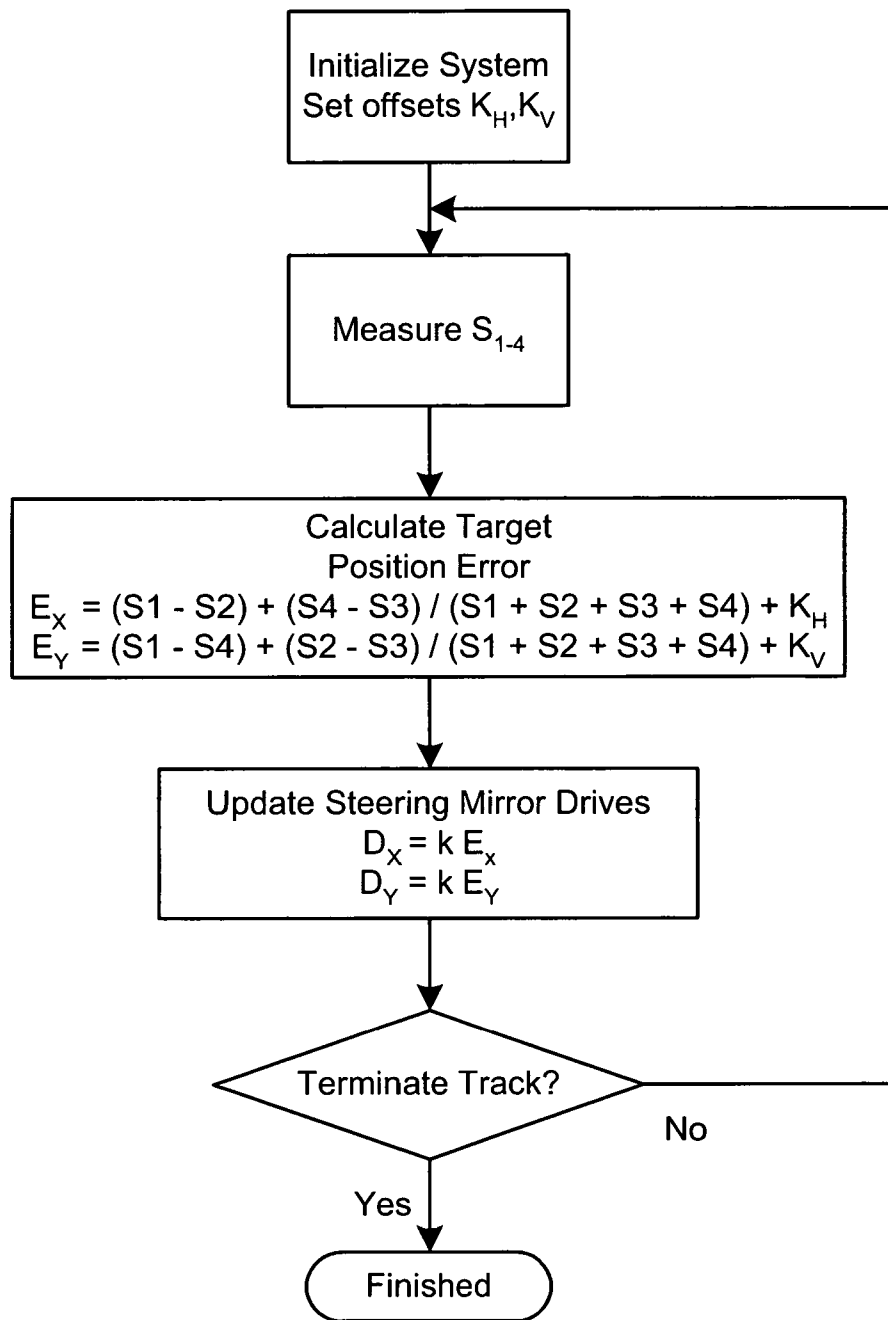 Initialize System
Set offsets K_H,K_V
Measure S_1-4
Calculate Target
Position Error
E_X = (S1 - S2) + (S4 - S3) / (S1 + S2 + S3 + S4) + K_H
E_Y = (S1 - S4) + (S2 - S3) / (S1 + S2 + S3 + S4) + K_V
Update Steering Mirror Drives
D_X = k E_x
D_Y = k E_Y
Terminate Track?
No
Yes
Finished